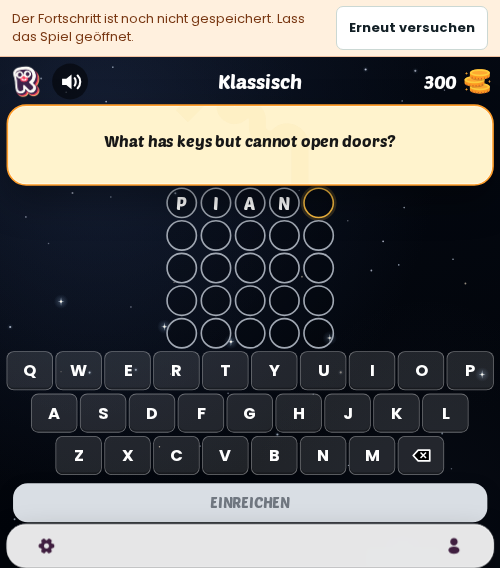 Der Fortschritt ist noch nicht gespeichert. Lass
das Spiel geöffnet.
Erneut versuchen
Klassisch
300
What has keys but cannot open doors?
P I A N
Q W E R T Y U I O P
A S D F G H J K L
Z X C V B N M
EINREICHEN